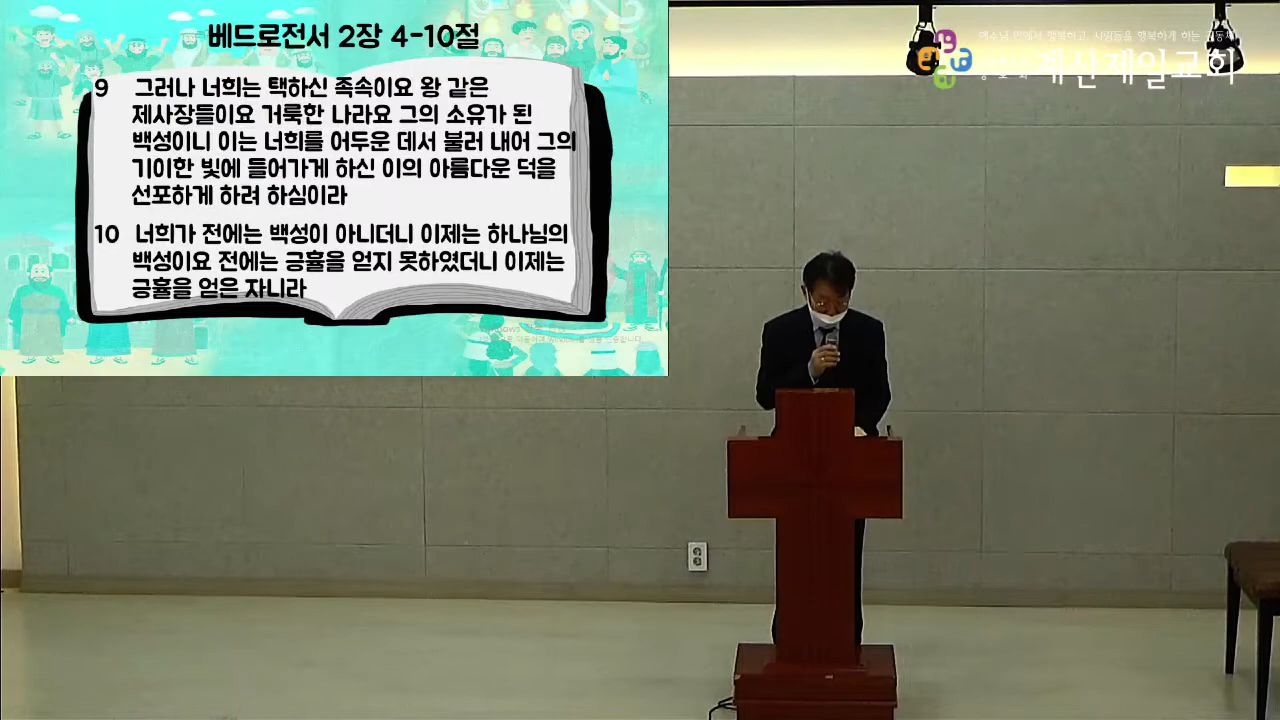 베드로전서 2장 4-10절
9 그러나 너희는 택하신 족속이요 왕 같은
제사장들이요 거룩한 나라요 그의 소유가 된
백성이니 이는 너희를 어두운 데서 불러 내어 그의
기이한 빛에 들어가게 하신 이의 아름다운 덕을
선포하게 하려 하심이라
10 너희가 전에는 백성이 아니더니 이제는 하나님의
백성이요 전에는 긍휼을 얻지 못하였더니 이제는
긍휼을 얻은 자니라
예수님 안에서 행복하고, 사람들을 행복하게 하는 공동체
계산제일교회